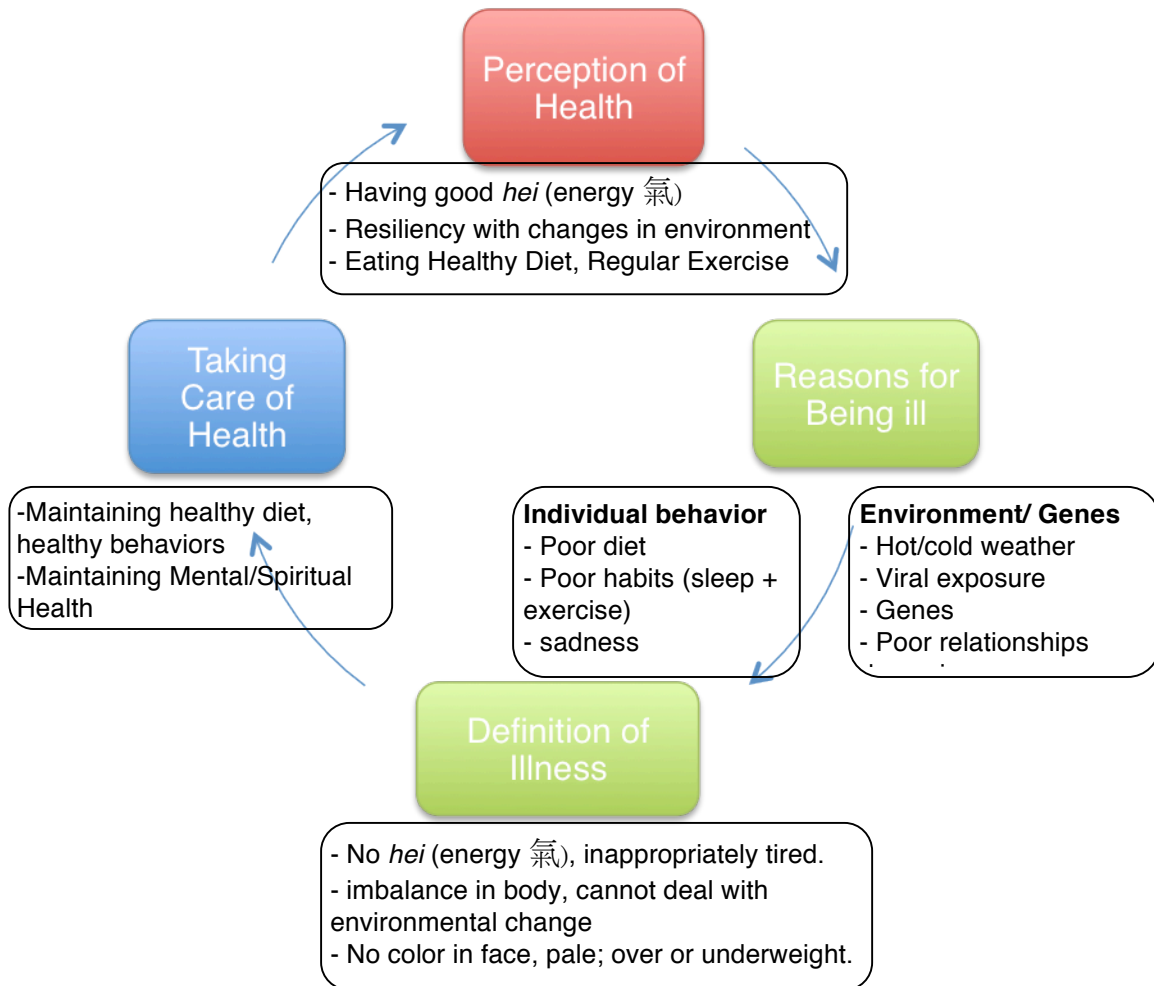 Perception of
Health
- Having good hei (energy 氣)
- Resiliency with changes in environment
- Eating Healthy Diet, Regular Exercise
Taking
Care of
Health
-Maintaining healthy diet,
healthy behaviors
-Maintaining Mental/Spiritual
Health
Reasons for
Being ill
Individual behavior
- Poor diet
- Poor habits (sleep +
exercise)
- sadness
Environment/ Genes
- Hot/cold weather
- Viral exposure
- Genes
- Poor relationships
Definition of
Illness
- No hei (energy 氣), inappropriately tired.
- imbalance in body, cannot deal with
environmental change
- No color in face, pale; over or underweight.